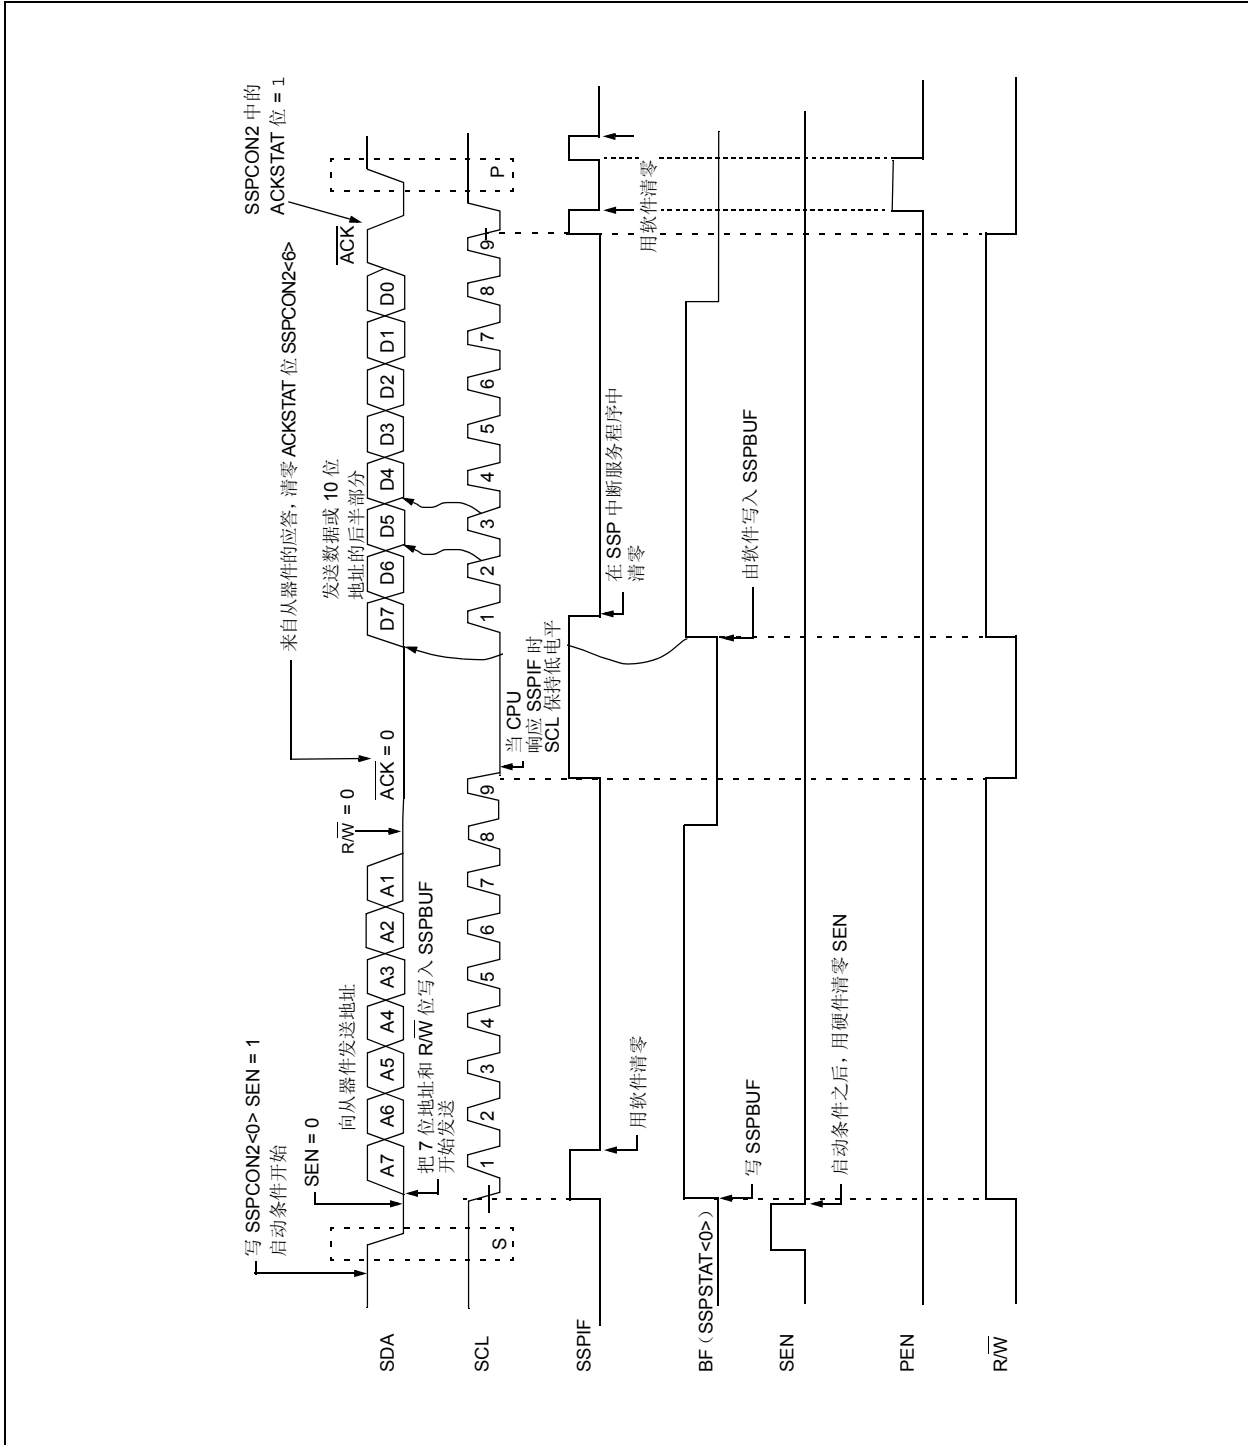 写 SSPCON2<0> SEN = 1
启动条件开始
SEN = 0
向从器件发送地址
把 7 位地址和 R/W̅ 位写入 SSPBUF
开始发送
R/W̅ = 0
A̅C̅K̅ = 0
来自从器件的应答, 清零 ACKSTAT 位 SSPCON2<6>
发送数据或 10 位
地址的后半部分
A̅C̅K̅
SSPCON2 中的
ACKSTAT 位 = 1
SDA
A7 A6 A5 A4 A3 A2 A1 D7 D6 D5 D4 D3 D2 D1 D0
SCL
S 1 2 3 4 5 6 7 8 9 1 2 3 4 5 6 7 8 9 P
当 CPU
响应 SSPIF 时
SCL 保持低电平
SSPIF
用软件清零
在 SSP 中断服务程序中
清零
用软件清零
BF（SSPSTAT<0>）
写 SSPBUF
由软件写入 SSPBUF
SEN
启动条件之后, 用硬件清零 SEN
PEN
R/W̅